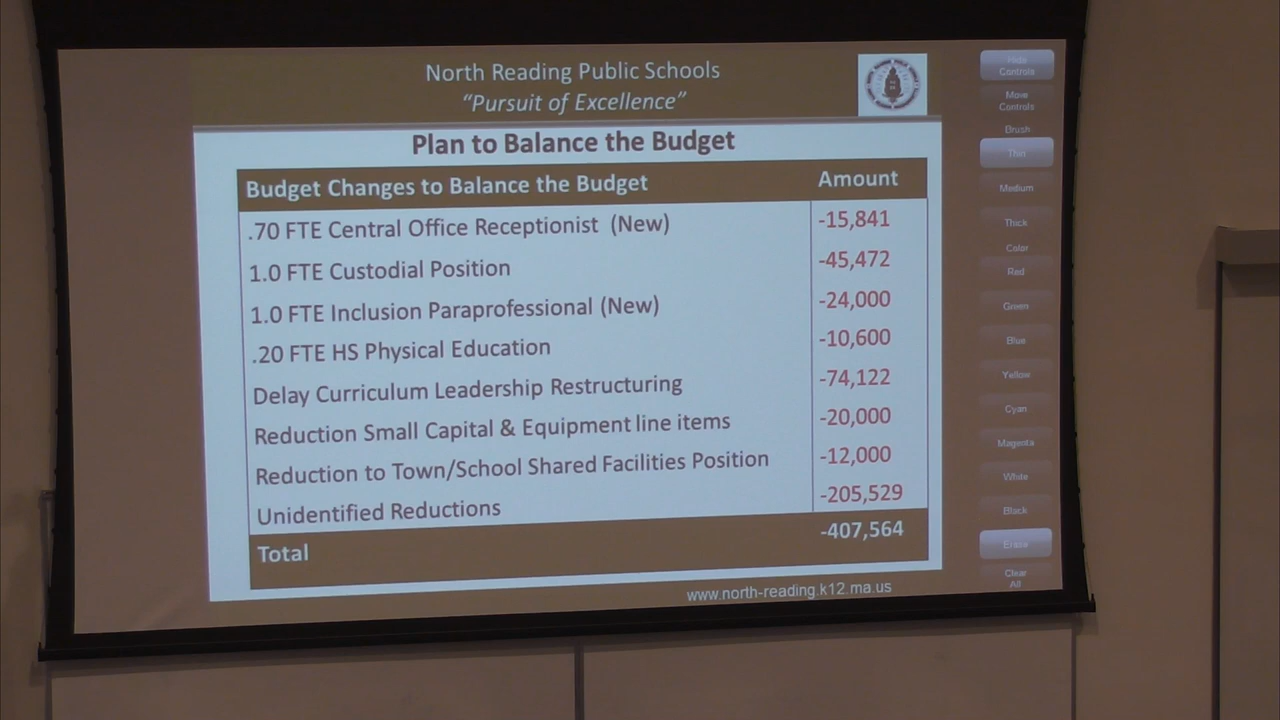 North Reading Public Schools
"Pursuit of Excellence"
Plan to Balance the Budget
Budget Changes to Balance the Budget Amount
.70 FTE Central Office Receptionist (New) -15,841
1.0 FTE Custodial Position -45,472
1.0 FTE Inclusion Paraprofessional (New) -24,000
.20 FTE HS Physical Education -10,600
Delay Curriculum Leadership Restructuring -74,122
Reduction Small Capital & Equipment line items -20,000
Reduction to Town/School Shared Facilities Position -12,000
Unidentified Reductions -205,529
Total -407,564
www.north-reading.k12.ma.us
Hide
Controls
Move
Controls
Brush
Thin
Medium
Thick
Color
Red
Green
Blue
Yellow
Cyan
Magenta
White
Black
Erase
Clear
All